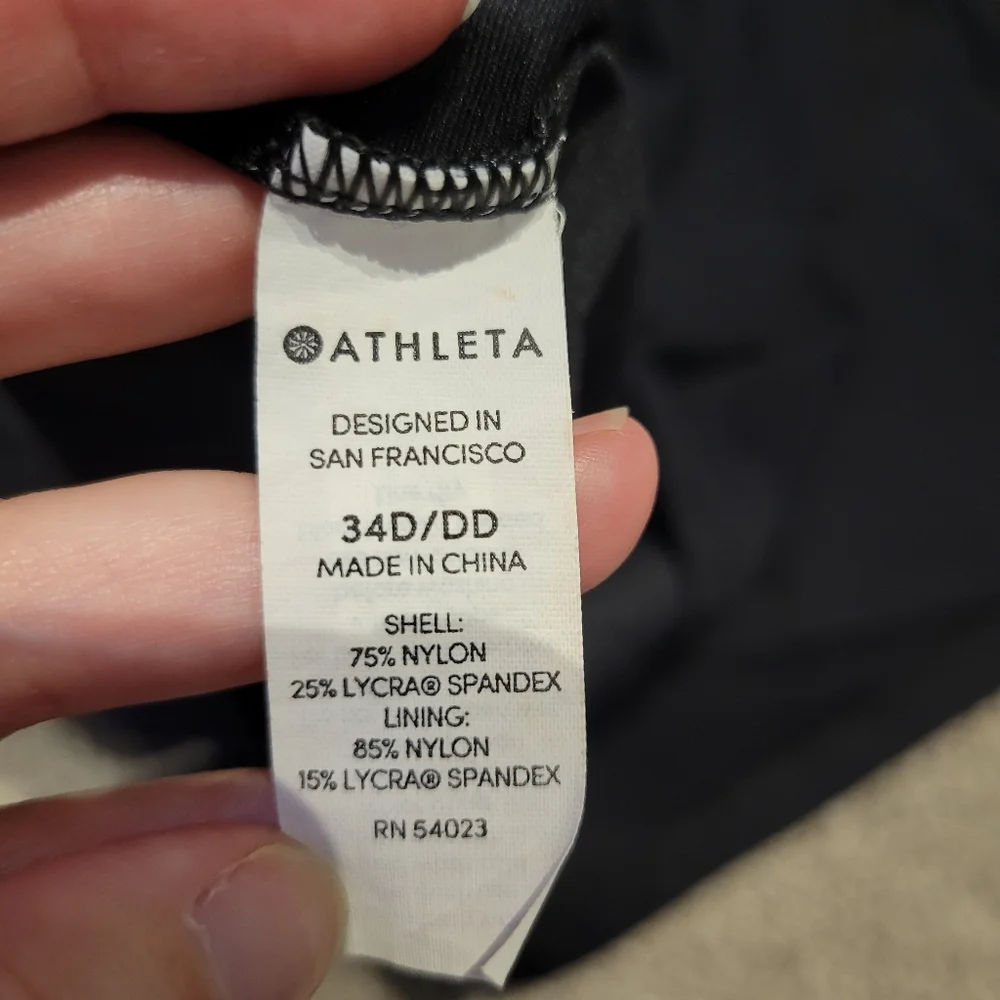 ATHLETA
DESIGNED IN
SAN FRANCISCO
34D/DD
MADE IN CHINA
SHELL:
75% NYLON
25% LYCRA® SPANDEX
LINING:
85% NYLON
15% LYCRA® SPANDEX
RN 54023